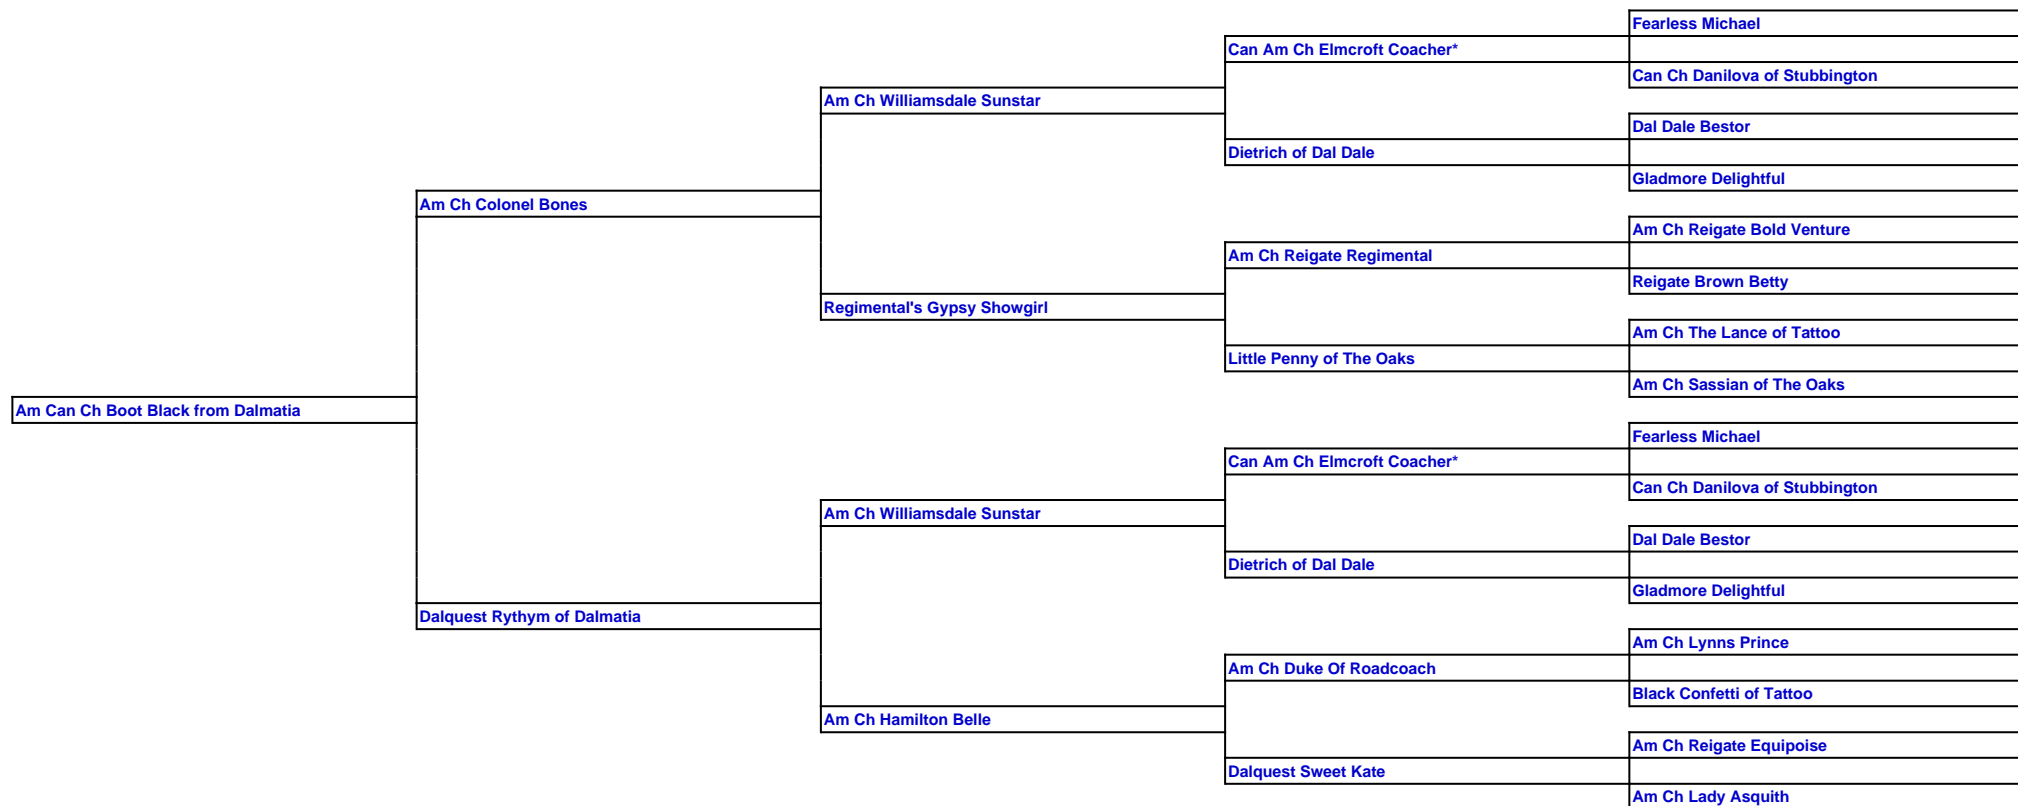 Fearless Michael
Can Am Ch Elmcroft Coacher*
Can Ch Danilova of Stubbington
Am Ch Williamsdale Sunstar
Dal Dale Bestor
Dietrich of Dal Dale
Gladmore Delightful
Am Ch Colonel Bones
Am Ch Reigate Bold Venture
Am Ch Reigate Regimental
Reigate Brown Betty
Regimental's Gypsy Showgirl
Am Ch The Lance of Tattoo
Little Penny of The Oaks
Am Ch Sassian of The Oaks
Am Can Ch Boot Black from Dalmatia
Fearless Michael
Can Am Ch Elmcroft Coacher*
Can Ch Danilova of Stubbington
Am Ch Williamsdale Sunstar
Dal Dale Bestor
Dietrich of Dal Dale
Gladmore Delightful
Dalquest Rythym of Dalmatia
Am Ch Lynns Prince
Am Ch Duke Of Roadcoach
Black Confetti of Tattoo
Am Ch Hamilton Belle
Am Ch Reigate Equipoise
Dalquest Sweet Kate
Am Ch Lady Asquith